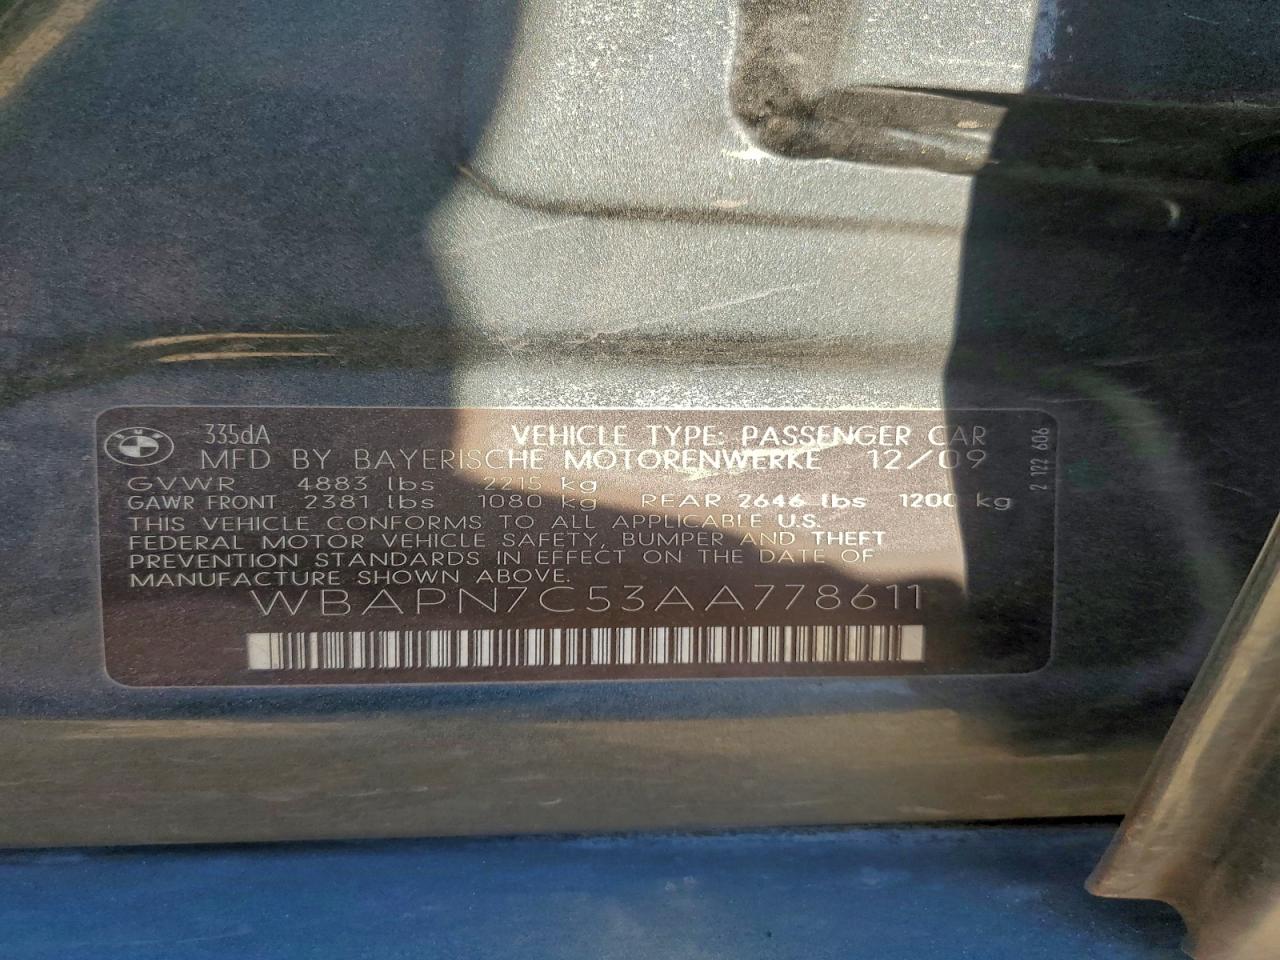 335dA VEHICLE TYPE: PASSENGER CAR
MFD BY BAYERISCHE MOTORENWERKE 12/09
GVWR 4883 lbs 2215 kg
GAWR FRONT 2381 lbs 1080 kg REAR 2646 lbs 1200 kg
THIS VEHICLE CONFORMS TO ALL APPLICABLE U.S.
FEDERAL MOTOR VEHICLE SAFETY, BUMPER AND THEFT
PREVENTION STANDARDS IN EFFECT ON THE DATE OF
MANUFACTURE SHOWN ABOVE.
WBAPN7C53AA778611
2 122 606
BMW